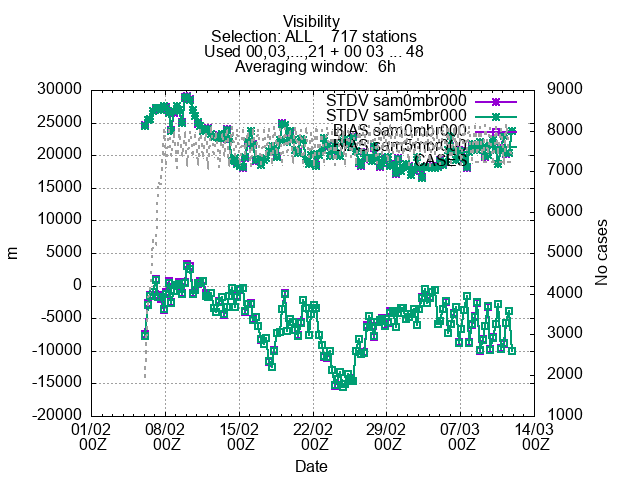 Visibility
Selection: ALL 717 stations
Used 00,03,...,21 + 00 03 ... 48
Averaging window: 6h
STDV sam0mbr000
STDV sam5mbr000
BIAS sam0mbr000
BIAS sam5mbr000
CASES
30000
25000
20000
15000
10000
5000
0
-5000
-10000
-15000
-20000
m
9000
8000
7000
6000
5000
4000
3000
2000
1000
No cases
01/02 08/02 15/02 22/02 29/02 07/03 14/03
00Z 00Z 00Z 00Z 00Z 00Z 00Z
Date